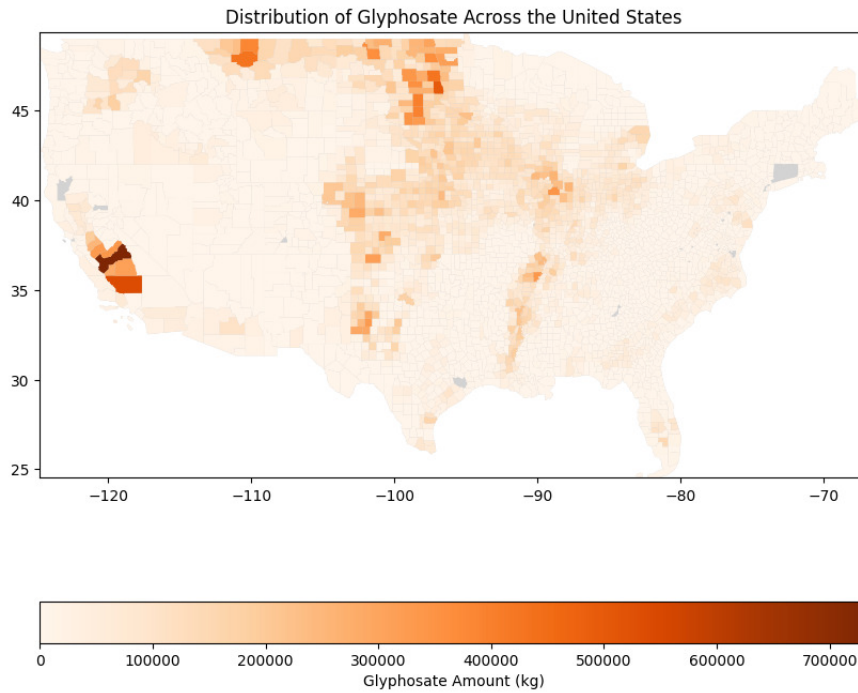 Distribution of Glyphosate Across the United States
45
40
35
30
25
−120 −110 −100 −90 −80 −70
0 100000 200000 300000 400000 500000 600000 700000
Glyphosate Amount (kg)